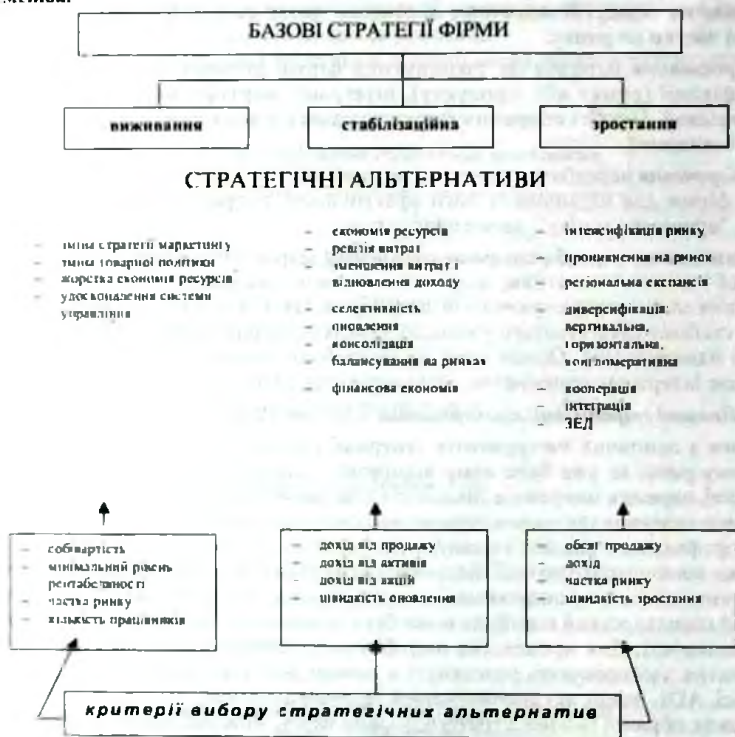 БАЗОВІ СТРАТЕГІЇ ФІРМИ
виживання
стабілізаційна
зростання
СТРАТЕГІЧНІ АЛЬТЕРНАТИВИ
– зміна стратегії маркетингу
– зміна товарної політики
– жорстка економія ресурсів
– удосконалення системи
управління
– економія ресурсів
– ревізія витрат
– зменшення витрат і
відновлення доходу
– селективність
– оновлення
– консолідація
– балансування на ринках
– фінансова економія
– інтенсифікація ринку
– проникнення на ринок
– регіональна експансія
– диверсифікація
вертикальна,
горизонтальна,
конгломеративна
– кооперація
– інтеграція
– ЗЕД
– собівартість
– мінімальний рівень
рентабельності
– частка ринку
– кількість працівників
– дохід від продажу
– дохід від активів
– дохід від акцій
– швидкість оновлення
– обсяг продажу
– дохід
– частка ринку
– швидкість зростання
критерії вибору стратегічних альтернатив